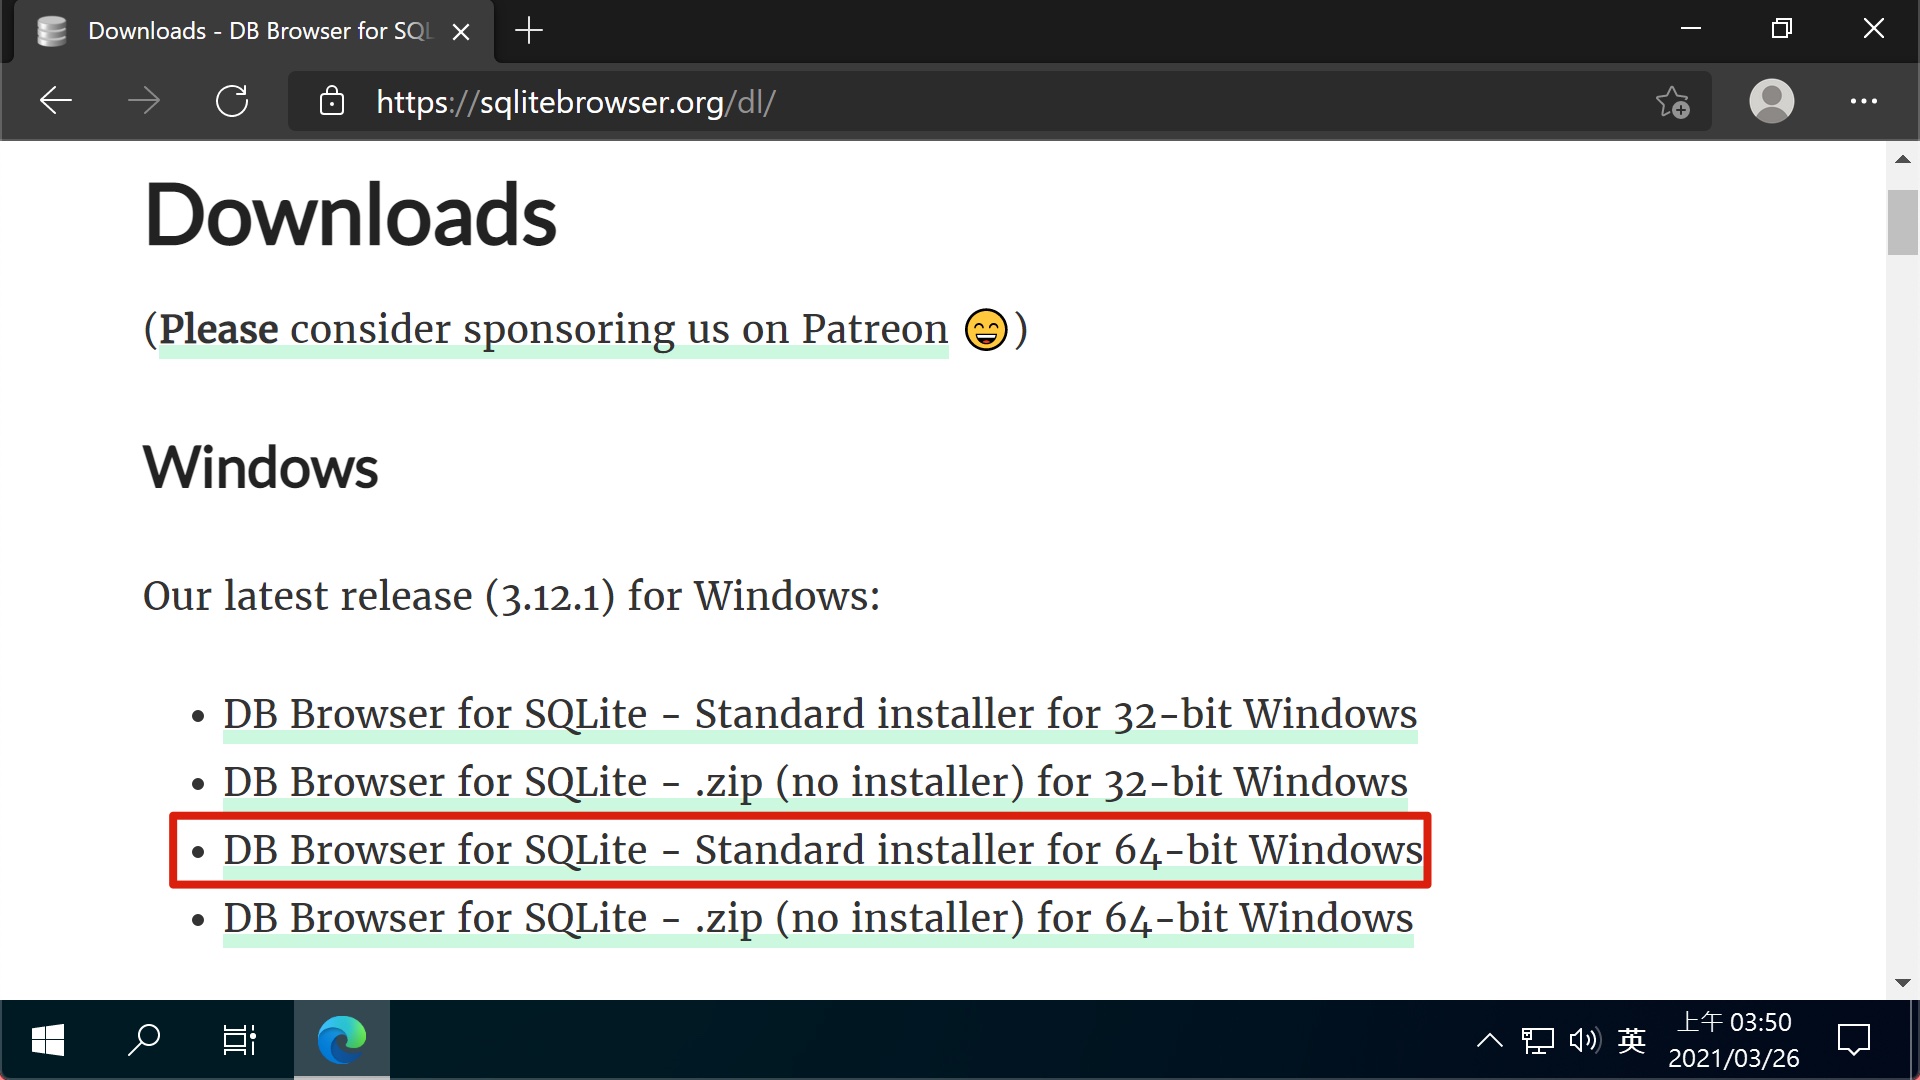 Downloads - DB Browser for SQL
https://sqlitebrowser.org/dl/
Downloads
(Please consider sponsoring us on Patreon 😄)
Windows
Our latest release (3.12.1) for Windows:
• DB Browser for SQLite - Standard installer for 32-bit Windows
• DB Browser for SQLite - .zip (no installer) for 32-bit Windows
• DB Browser for SQLite - Standard installer for 64-bit Windows
• DB Browser for SQLite - .zip (no installer) for 64-bit Windows
英
上午 03:50
2021/03/26